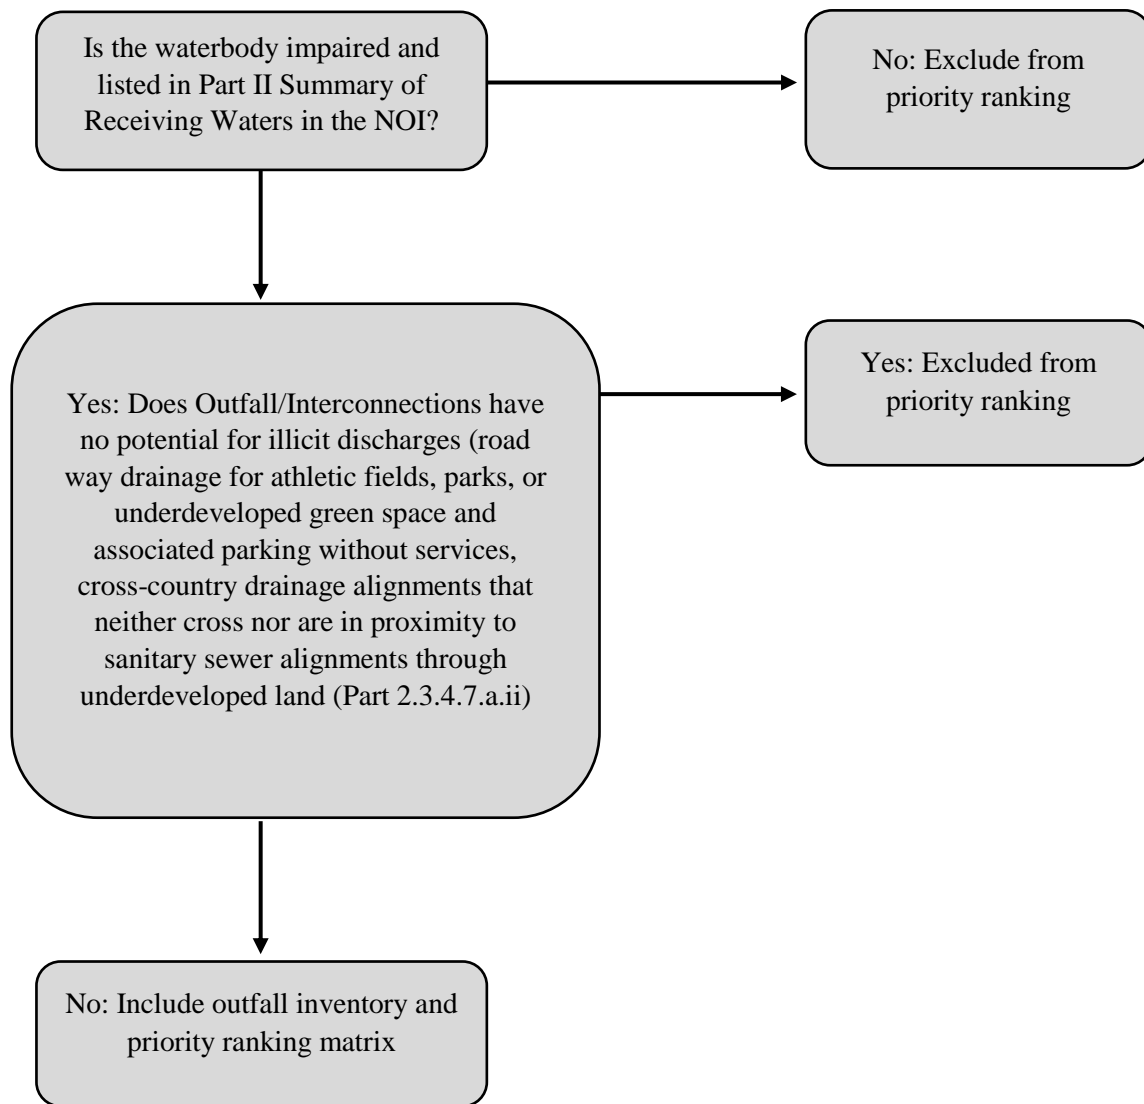 Is the waterbody impaired and
listed in Part II Summary of
Receiving Waters in the NOI?
No: Exclude from
priority ranking
Yes: Does Outfall/Interconnections have
no potential for illicit discharges (road
way drainage for athletic fields, parks, or
underdeveloped green space and
associated parking without services,
cross-country drainage alignments that
neither cross nor are in proximity to
sanitary sewer alignments through
underdeveloped land (Part 2.3.4.7.a.ii)
Yes: Excluded from
priority ranking
No: Include outfall inventory and
priority ranking matrix